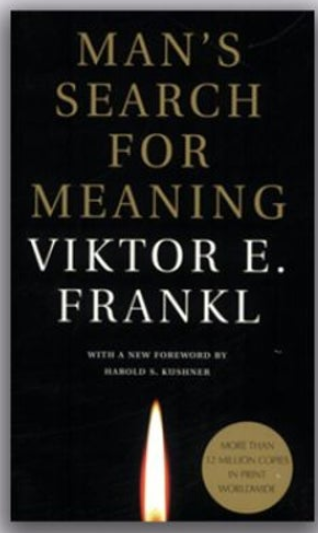 MAN'S
SEARCH
FOR
MEANING
VIKTOR E.
FRANKL
WITH A NEW FOREWORD BY
HAROLD S. KUSHNER
MORE THAN
12 MILLION COPIES
IN PRINT
WORLDWIDE